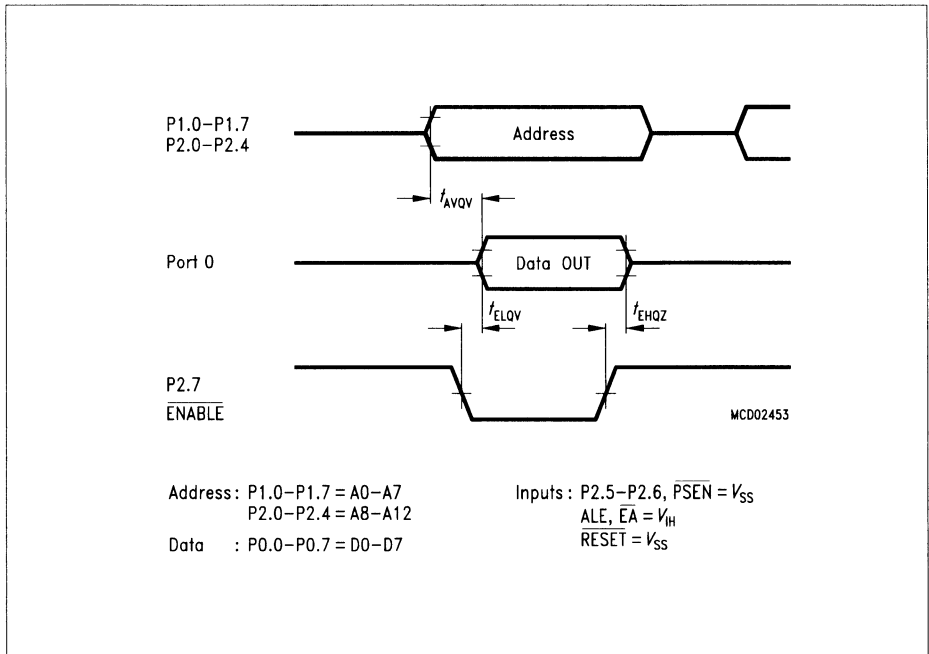 P1.0–P1.7
P2.0–P2.4
Address
tAVQV
Port 0
Data OUT
tELQV
tEHQZ
P2.7
ENABLE
MCD02453
Address : P1.0–P1.7 = A0–A7
P2.0–P2.4 = A8–A12
Data : P0.0–P0.7 = D0–D7
Inputs : P2.5–P2.6, PSEN = VSS
ALE, EA = VIH
RESET = VSS